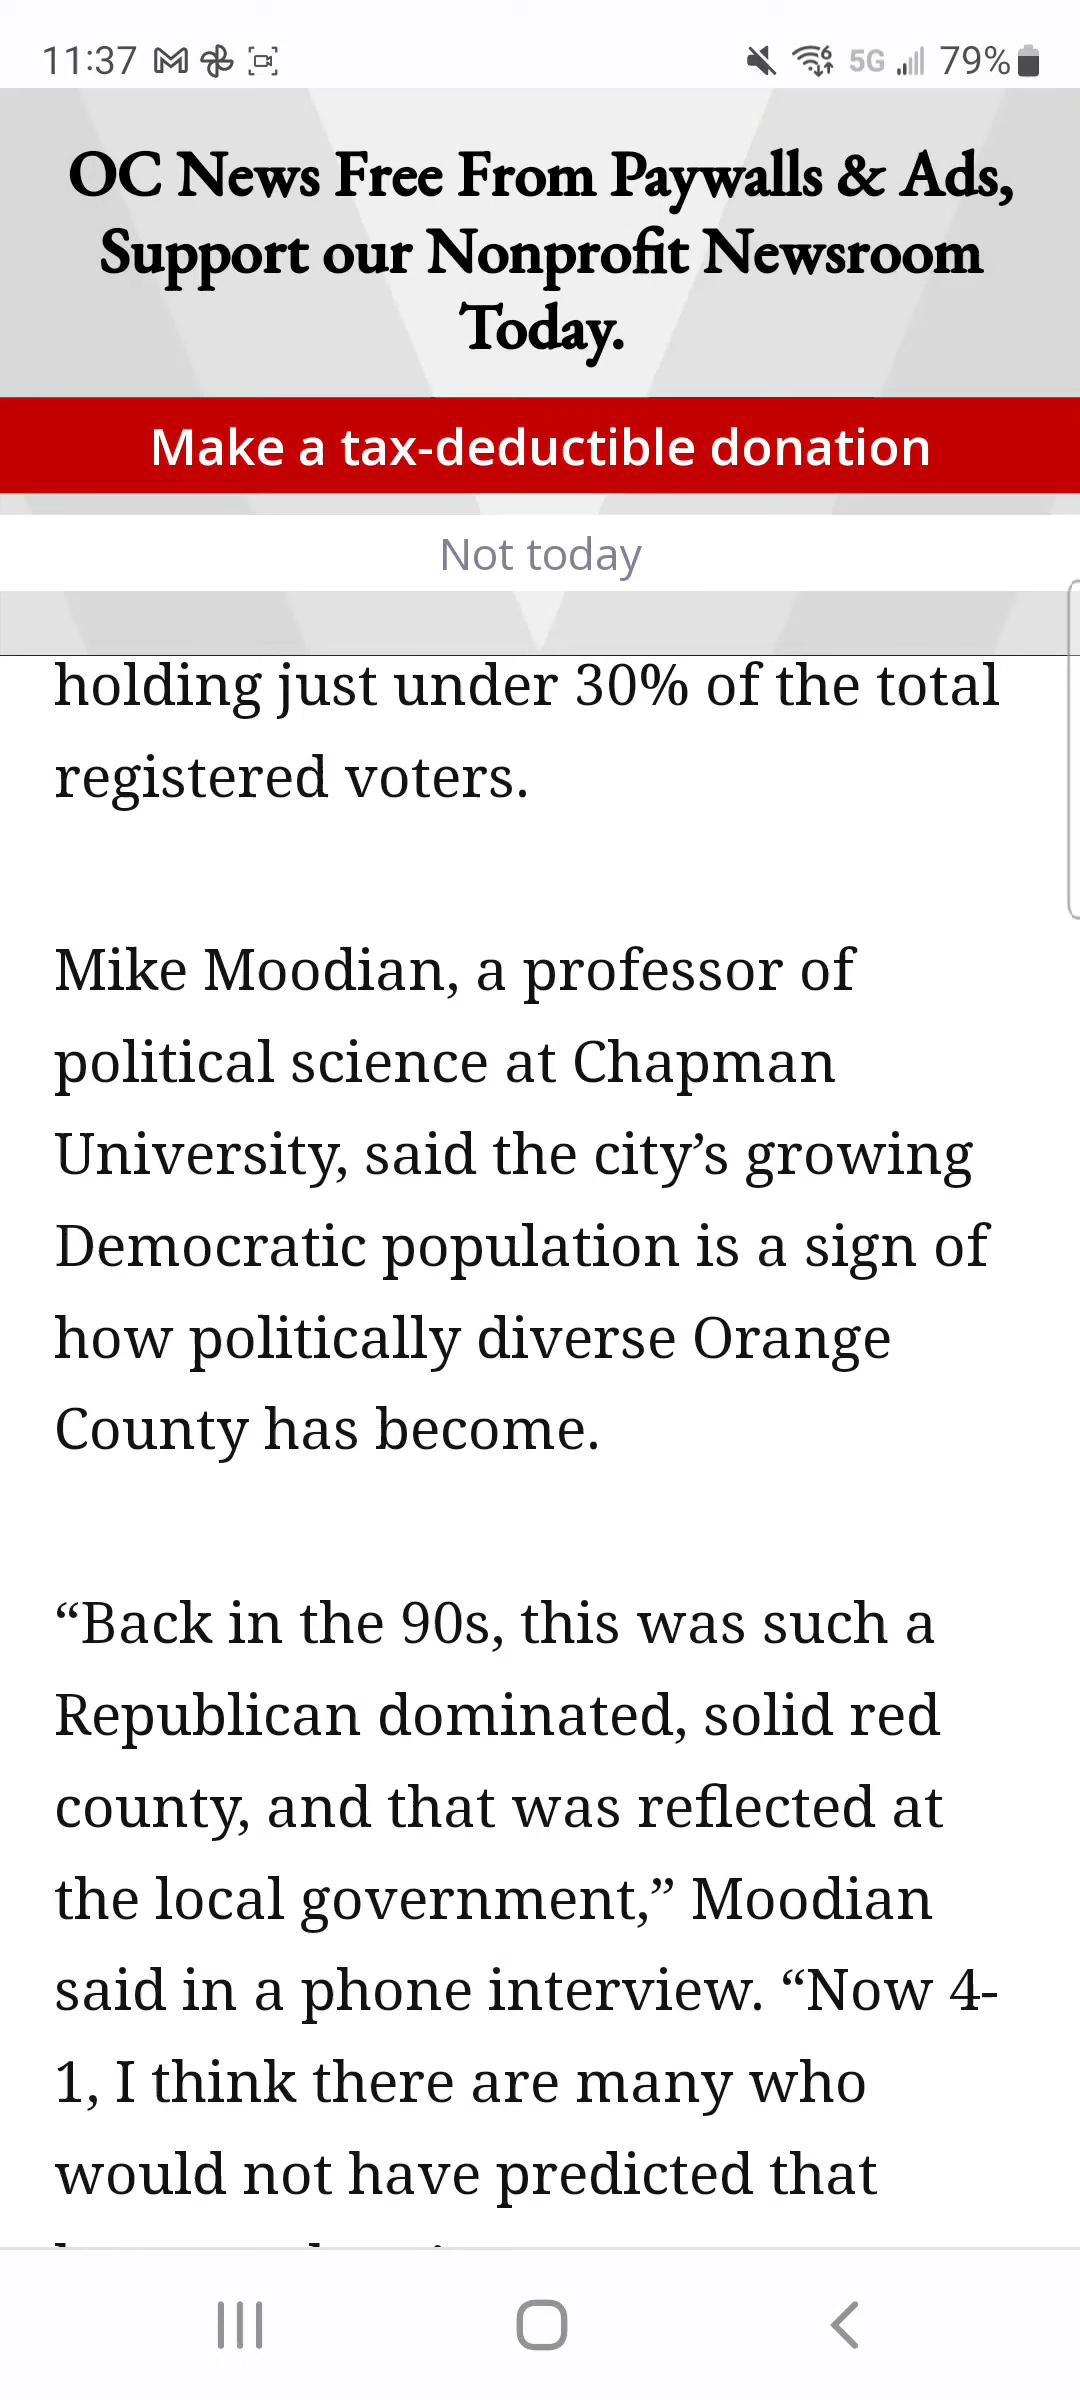 11:37 5G 79%
OC News Free From Paywalls & Ads,
Support our Nonprofit Newsroom
Today.
Make a tax-deductible donation
Not today
holding just under 30% of the total
registered voters.
Mike Moodian, a professor of
political science at Chapman
University, said the city’s growing
Democratic population is a sign of
how politically diverse Orange
County has become.
“Back in the 90s, this was such a
Republican dominated, solid red
county, and that was reflected at
the local government,” Moodian
said in a phone interview. “Now 4-
1, I think there are many who
would not have predicted that